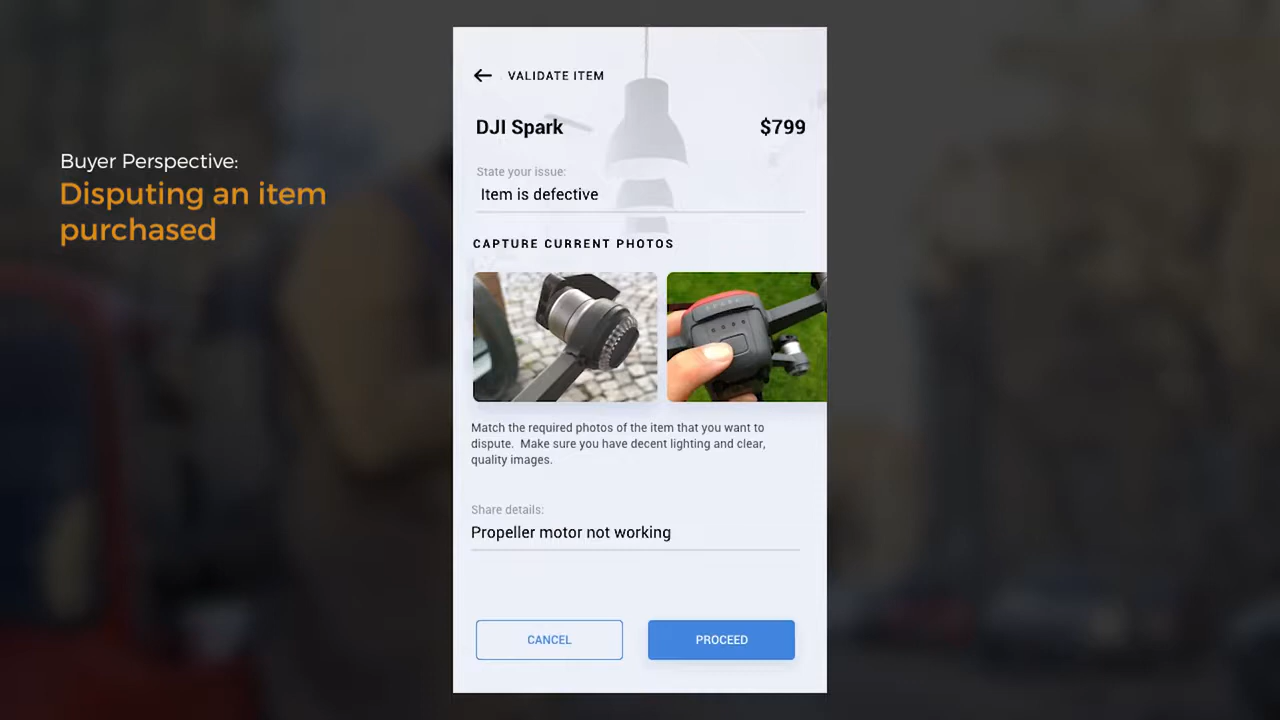 Buyer Perspective:
Disputing an item
purchased
VALIDATE ITEM
DJI Spark
$799
State your issue:
Item is defective
CAPTURE CURRENT PHOTOS
Match the required photos of the item that you want to
dispute. Make sure you have decent lighting and clear,
quality images.
Share details:
Propeller motor not working
CANCEL
PROCEED